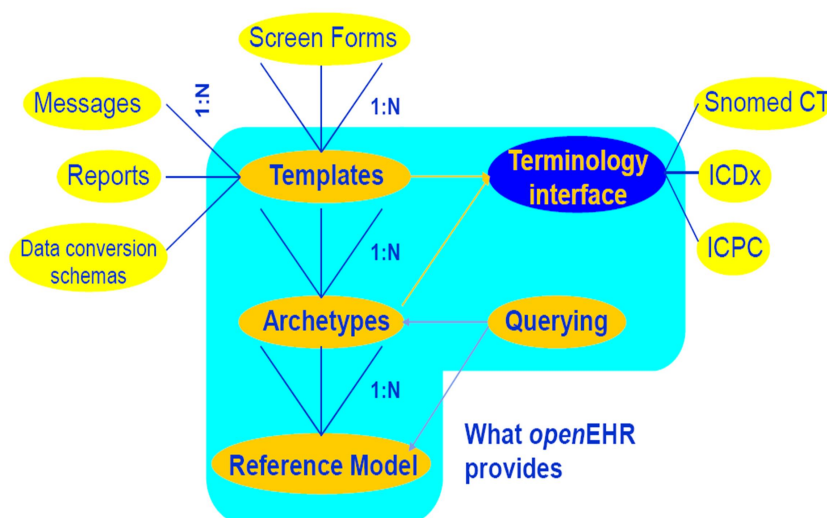 Screen Forms
Messages
1:N
1:N
Snomed CT
Reports
Templates
Terminology
interface
ICDx
Data conversion
schemas
1:N
ICPC
Archetypes
Querying
1:N
What openEHR
provides
Reference Model